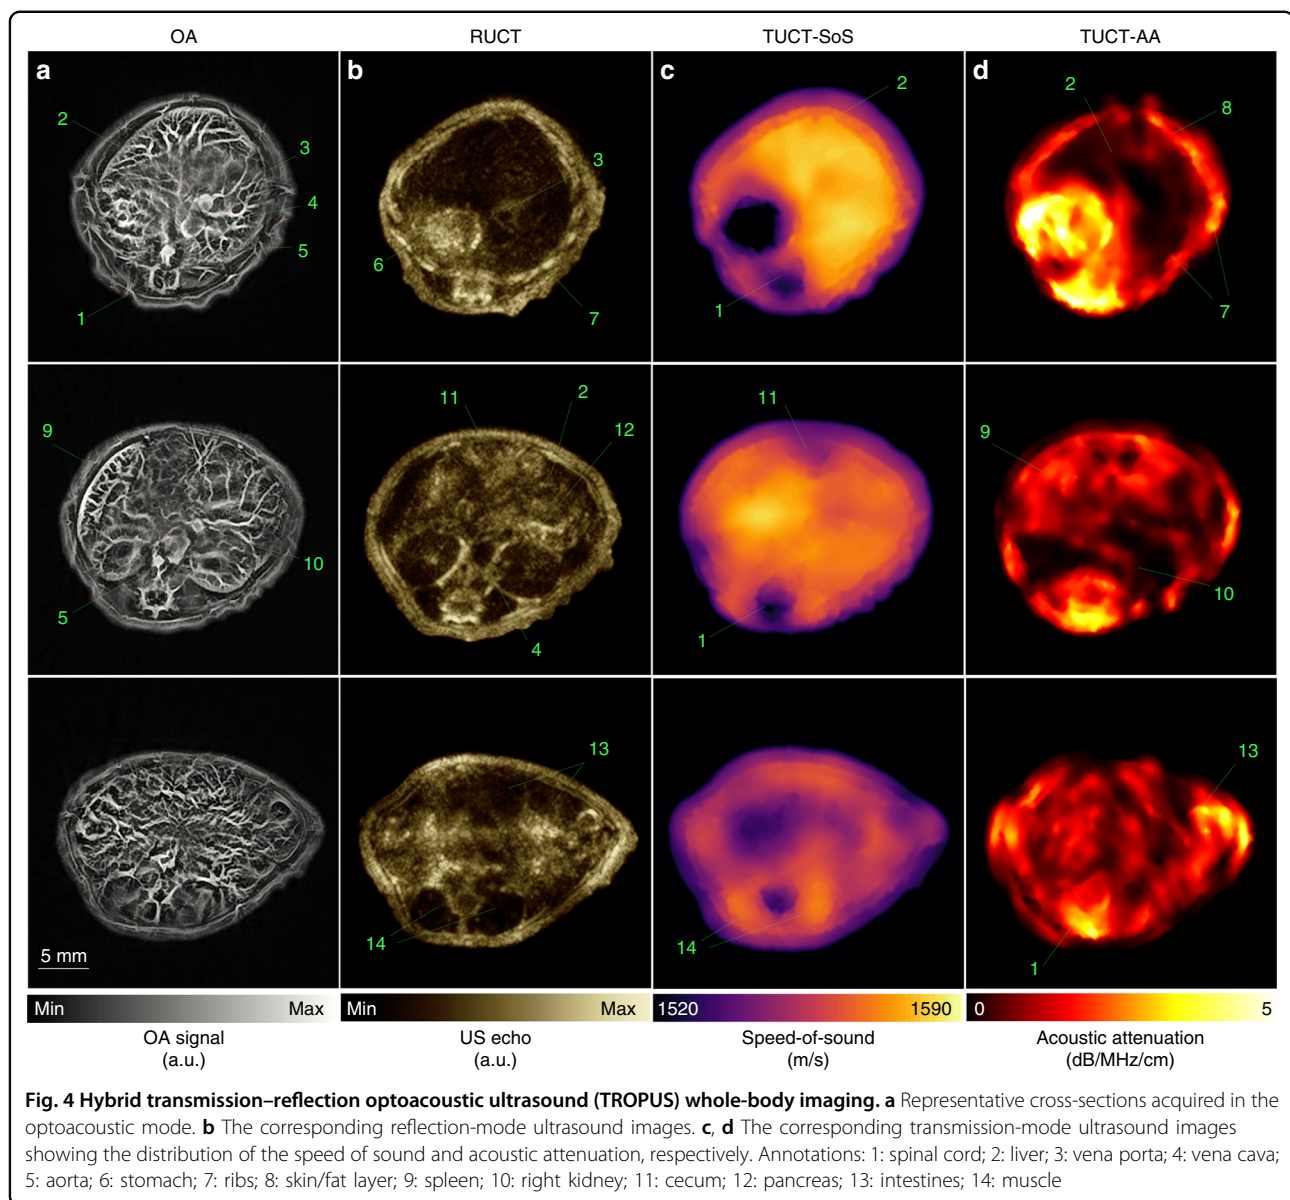 OA
RUCT
TUCT-SoS
TUCT-AA
a
2
3
4
5
1
b
3
6
7
c
2
1
d
2
8
7
9
10
5
11
2
12
4
11
1
9
10
5 mm
13
14
14
13
1
Min Max
Min Max
1520 1590
0 5
OA signal
(a.u.)
US echo
(a.u.)
Speed-of-sound
(m/s)
Acoustic attenuation
(dB/MHz/cm)
Fig. 4 Hybrid transmission–reflection optoacoustic ultrasound (TROPUS) whole-body imaging. a Representative cross-sections acquired in the
optoacoustic mode. b The corresponding reflection-mode ultrasound images. c, d The corresponding transmission-mode ultrasound images
showing the distribution of the speed of sound and acoustic attenuation, respectively. Annotations: 1: spinal cord; 2: liver; 3: vena porta; 4: vena cava;
5: aorta; 6: stomach; 7: ribs; 8: skin/fat layer; 9: spleen; 10: right kidney; 11: cecum; 12: pancreas; 13: intestines; 14: muscle